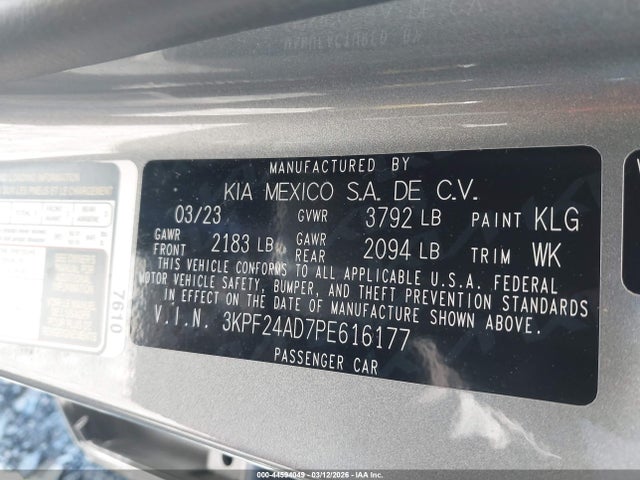 MANUFACTURED BY
KIA MEXICO S.A. DE C.V.
03/23 GVWR 3792 LB PAINT KLG
GAWR FRONT 2183 LB GAWR REAR 2094 LB TRIM WK
THIS VEHICLE CONFORMS TO ALL APPLICABLE U.S.A. FEDERAL
MOTOR VEHICLE SAFETY, BUMPER, AND THEFT PREVENTION STANDARDS
IN EFFECT ON THE DATE OF MANUFACTURE SHOWN ABOVE.
V.I.N. 3KPF24AD7PE616177
PASSENGER CAR
7610
000-44594049 - 03/12/2026 - IAA Inc.